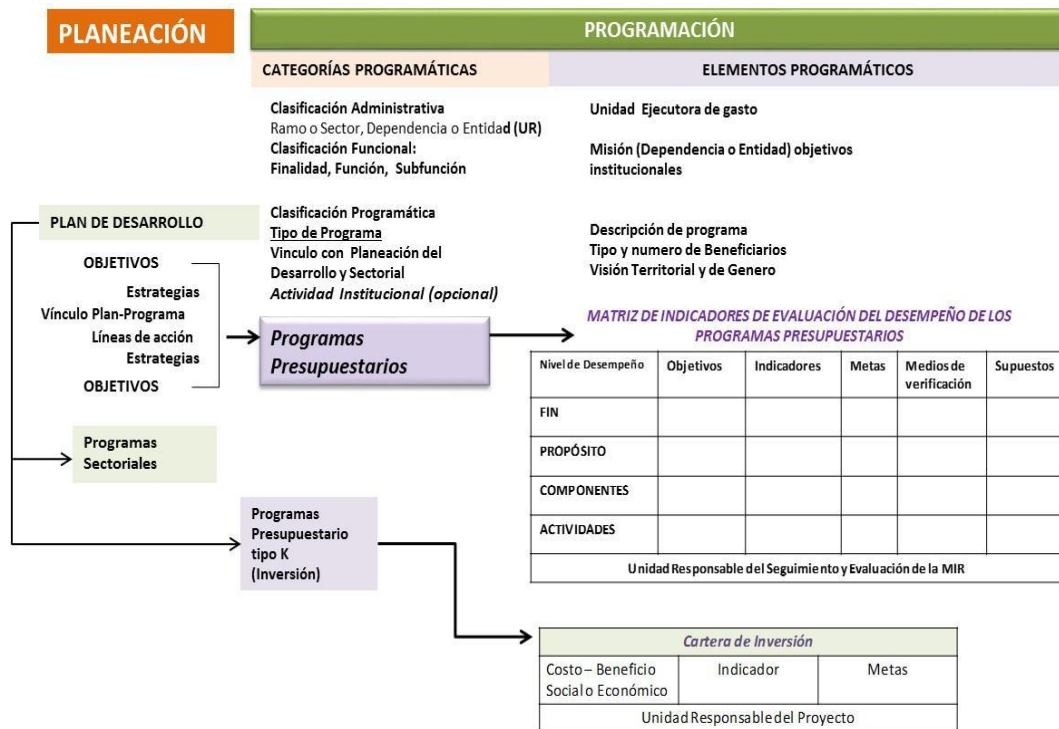 PLANEACIÓN
PROGRAMACIÓN
CATEGORÍAS PROGRAMÁTICAS
ELEMENTOS PROGRAMÁTICOS
Clasificación Administrativa
Ramo o Sector, Dependencia o Entidad (UR)
Clasificación Funcional:
Finalidad, Función, Subfunción
Unidad Ejecutora de gasto
Misión (Dependencia o Entidad) objetivos
institucionales
PLAN DE DESARROLLO
Clasificación Programática
Tipo de Programa
Vinculo con Planeación del
Desarrollo y Sectorial
Actividad Institucional (opcional)
Descripción de programa
Tipo y numero de Beneficiarios
Visión Territorial y de Genero
OBJETIVOS
Estrategias
Vínculo Plan-Programa
Líneas de acción
Estrategias
OBJETIVOS
Programas
Presupuestarios
MATRIZ DE INDICADORES DE EVALUACIÓN DEL DESEMPEÑO DE LOS
PROGRAMAS PRESUPUESTARIOS
Nivel de Desempeño
Objetivos
Indicadores
Metas
Medios de
verificación
Supuestos
FIN
PROPÓSITO
COMPONENTES
ACTIVIDADES
Unidad Responsable del Seguimiento y Evaluación de la MIR
Programas
Sectoriales
Programas
Presupuestario
tipo K
(Inversión)
Cartera de Inversión
Costo – Beneficio
Social o Económico
Indicador
Metas
Unidad Responsable del Proyecto